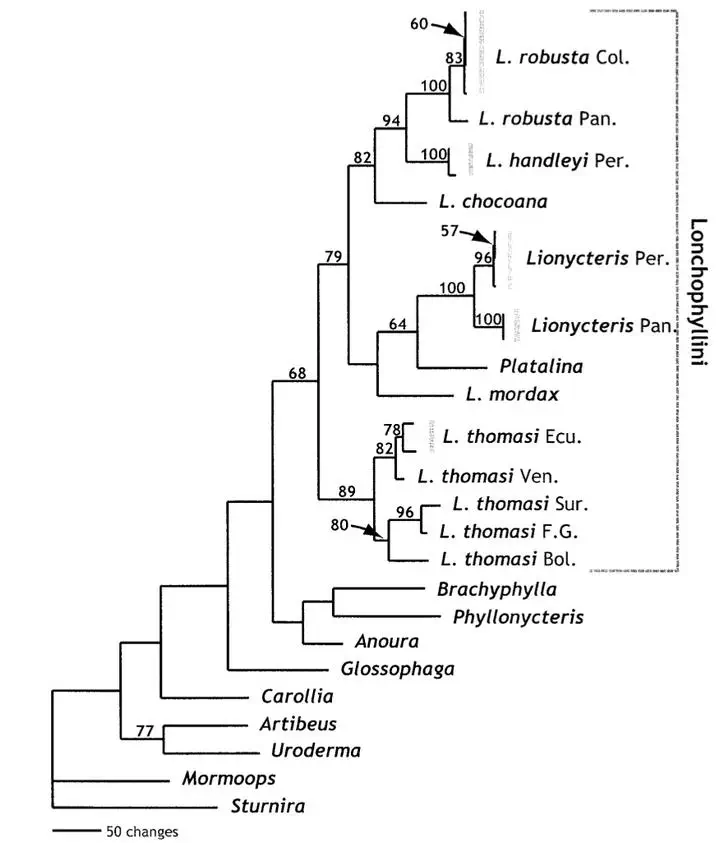 60
83
L. robusta Col.
100
L. robusta Pan.
94
100
L. handleyi Per.
82
L. chocoana
57
96
Lionycteris Per.
79
100
100
Lionycteris Pan.
64
Platalina
L. mordax
68
78
L. thomasi Ecu.
82
L. thomasi Ven.
89
96
L. thomasi Sur.
80
L. thomasi F.G.
L. thomasi Bol.
Lonchophyllini
Brachyphylla
Phyllonycteris
Anoura
Glossophaga
Carollia
77
Artibeus
Uroderma
Mormoops
Sturnira
50 changes